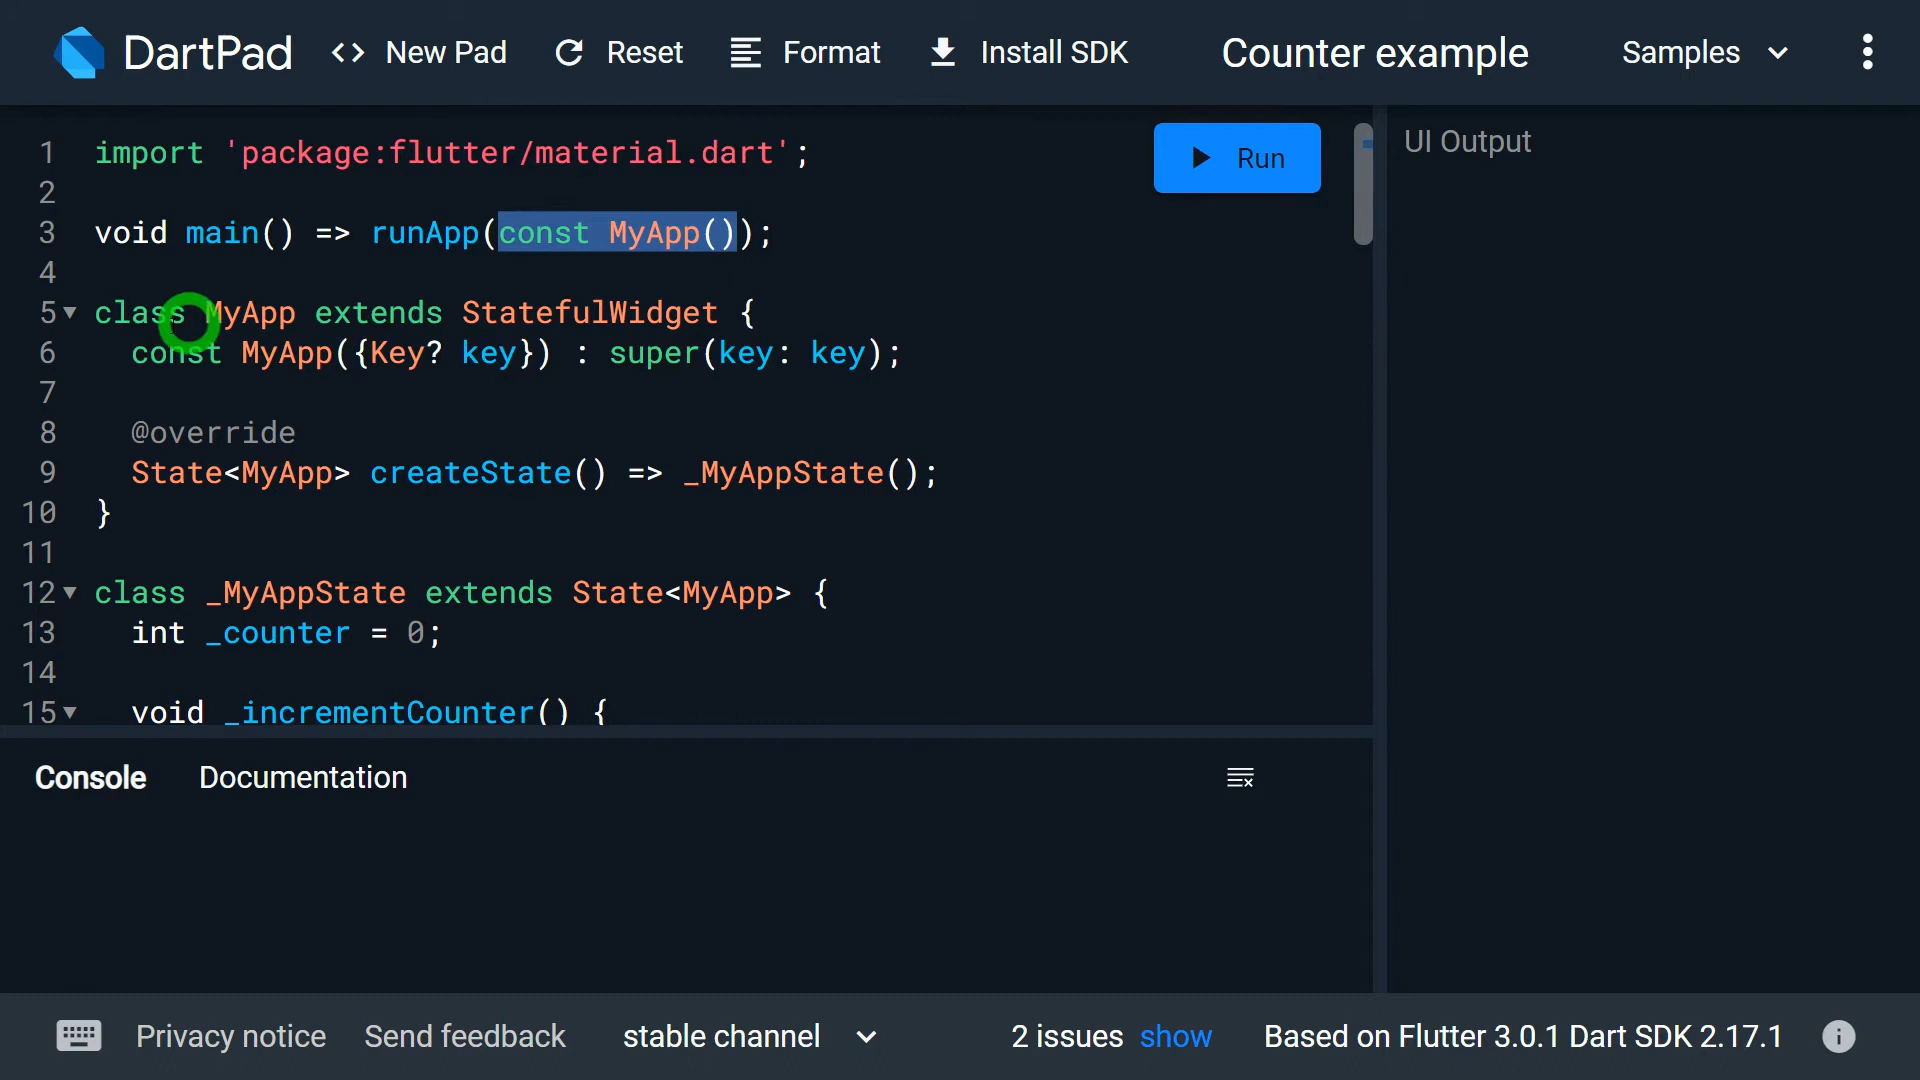 DartPad <> New Pad Reset Format Install SDK Counter example Samples
1 import 'package:flutter/material.dart';
Run
UI Output
2
3 void main() => runApp(const MyApp());
4
5 class MyApp extends StatefulWidget {
6 const MyApp({Key? key}) : super(key: key);
7
8 @override
9 State<MyApp> createState() => _MyAppState();
10 }
11
12 class _MyAppState extends State<MyApp> {
13 int _counter = 0;
14
15 void _incrementCounter() {
Console Documentation
Privacy notice Send feedback stable channel 2 issues show Based on Flutter 3.0.1 Dart SDK 2.17.1